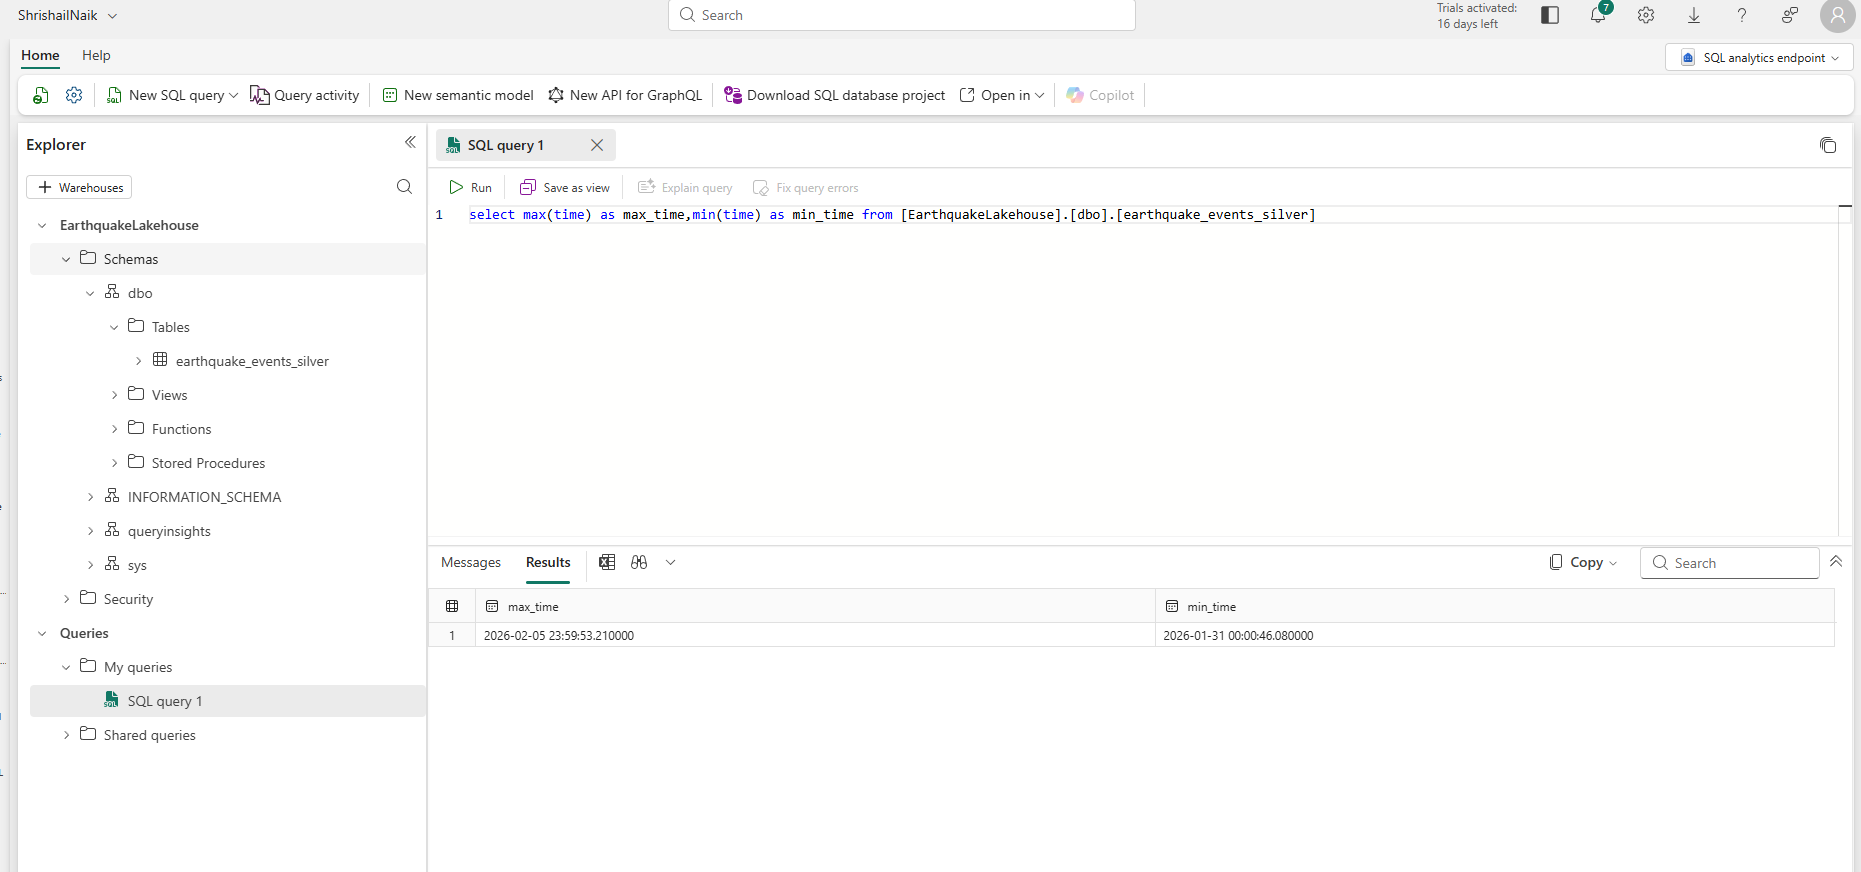 ShrishailNaik
Search
Trials activated:
16 days left
7
Home
Help
SQL analytics endpoint
New SQL query
Query activity
New semantic model
New API for GraphQL
Download SQL database project
Open in
Copilot
Explorer
Warehouses
EarthquakeLakehouse
Schemas
dbo
Tables
earthquake_events_silver
Views
Functions
Stored Procedures
INFORMATION_SCHEMA
queryinsights
sys
Security
Queries
My queries
SQL query 1
Shared queries
SQL query 1
Run
Save as view
Explain query
Fix query errors
1 select max(time) as max_time,min(time) as min_time from [EarthquakeLakehouse].[dbo].[earthquake_events_silver]
Messages
Results
Copy
Search
max_time min_time
1 2026-02-05 23:59:53.210000 2026-01-31 00:00:46.080000